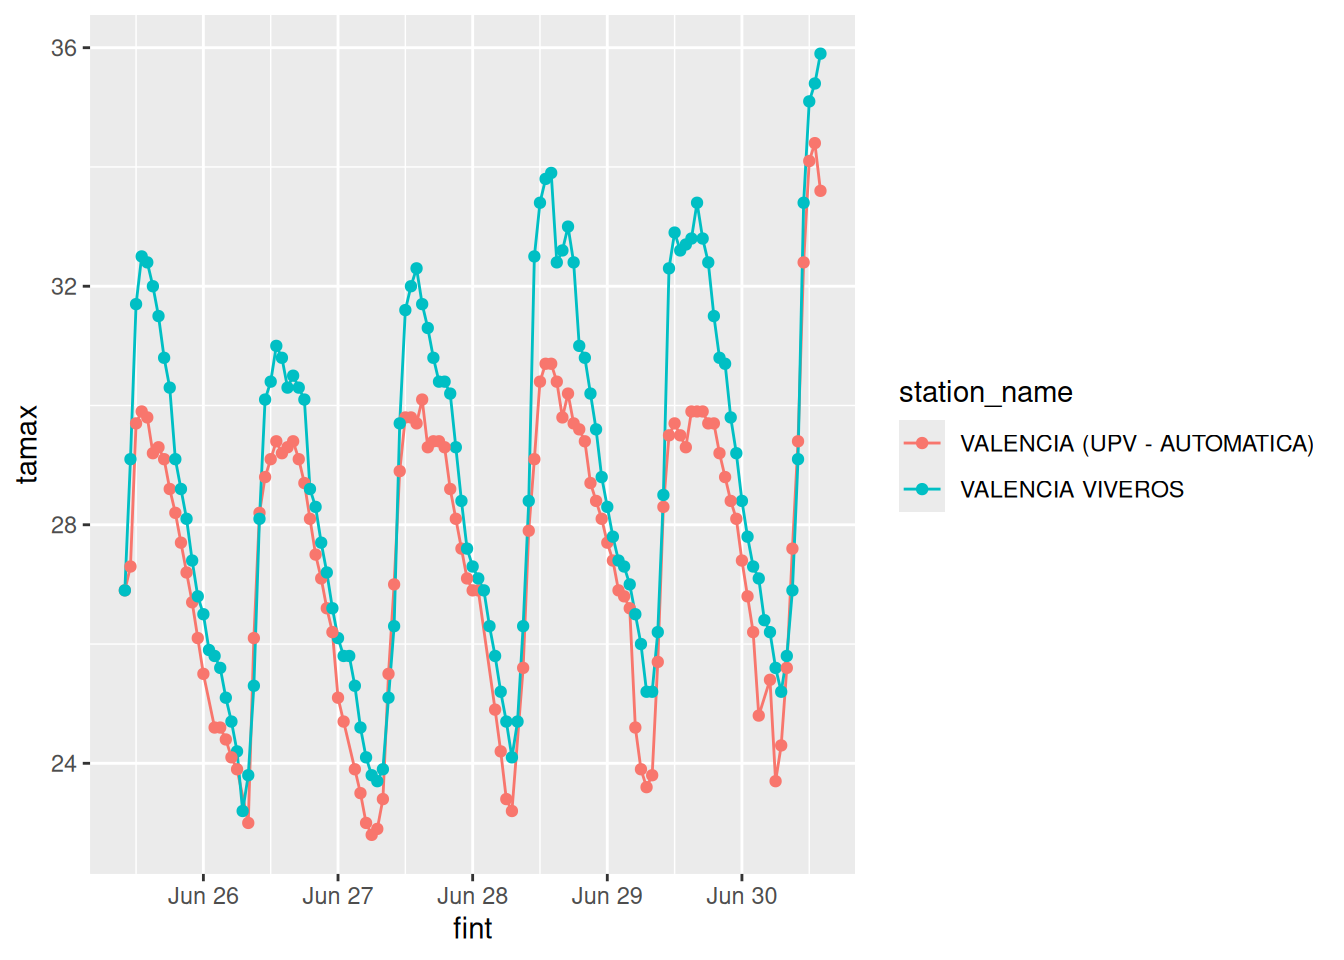 36
32
28
24
tamax
Jun 26
Jun 27
Jun 28
Jun 29
Jun 30
fint
station_name
VALENCIA (UPV - AUTOMATICA)
VALENCIA VIVEROS